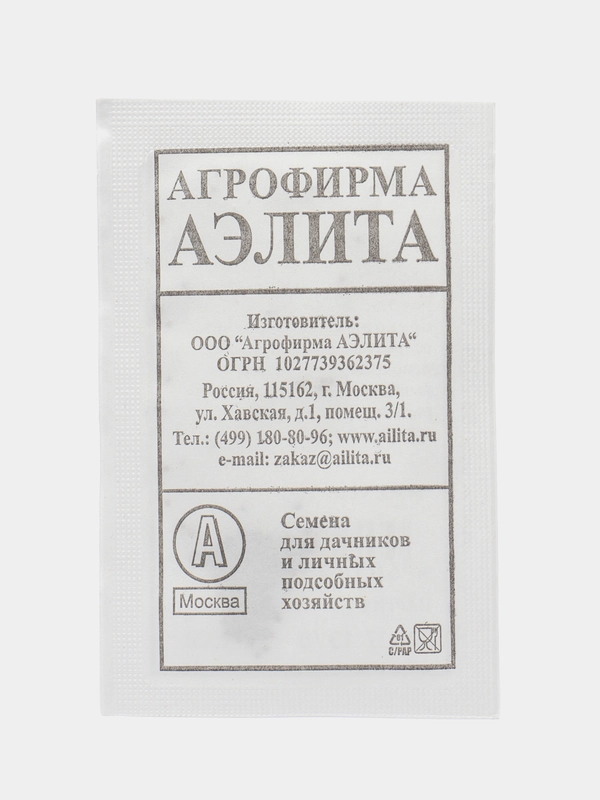 АГРОФИРМА
АЭЛИТА
Изготовитель:
ООО “Агрофирма АЭЛИТА“
ОГРН 1027739362375
Россия, 115162, г. Москва,
ул. Хавская, д.1, помещ. 3/1.
Тел.: (499) 180-80-96; www.ailita.ru
e-mail: zakaz@ailita.ru
А
Москва
Семена
для дачников
и личных
подсобных
хозяйств
81
C/PAP